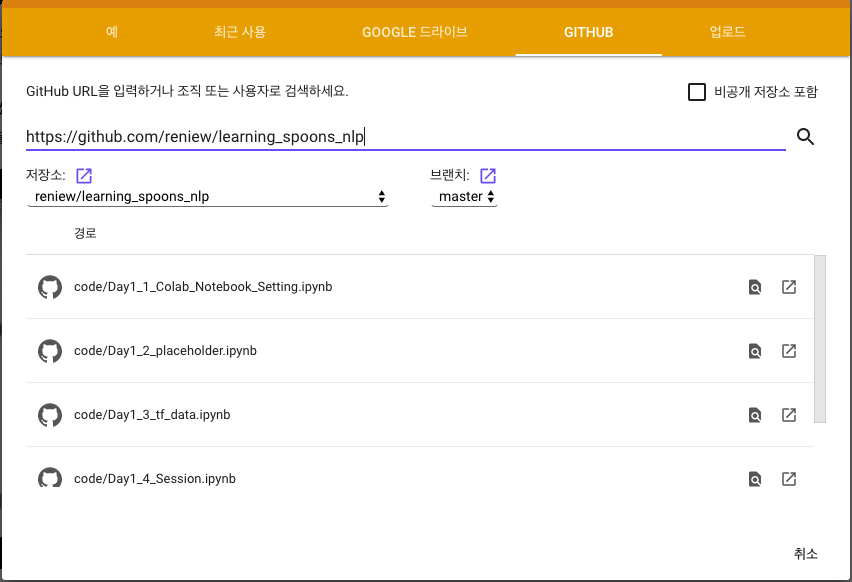 예 최근 사용 GOOGLE 드라이브 GITHUB 업로드
GitHub URL을 입력하거나 조직 또는 사용자로 검색하세요. 비공개 저장소 포함
https://github.com/reniew/learning_spoons_nlp
저장소: 브랜치:
reniew/learning_spoons_nlp master
경로
code/Day1_1_Colab_Notebook_Setting.ipynb
code/Day1_2_placeholder.ipynb
code/Day1_3_tf_data.ipynb
code/Day1_4_Session.ipynb
취소